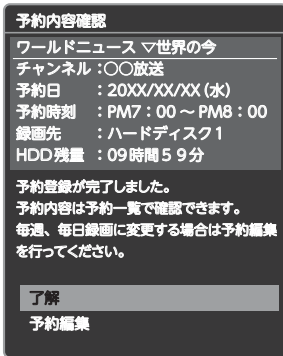 予約内容確認
ワールドニュース ▽世界の今
チャンネル：○○放送
予約日　：20XX/XX/XX（水）
予約時刻　：PM7：00 ～ PM8：00
録画先　：ハードディスク1
HDD残量　：09時間５９分
予約登録が完了しました。
予約内容は予約一覧で確認できます。
毎週、毎日録画に変更する場合は予約編集
を行ってください。
了解
予約編集